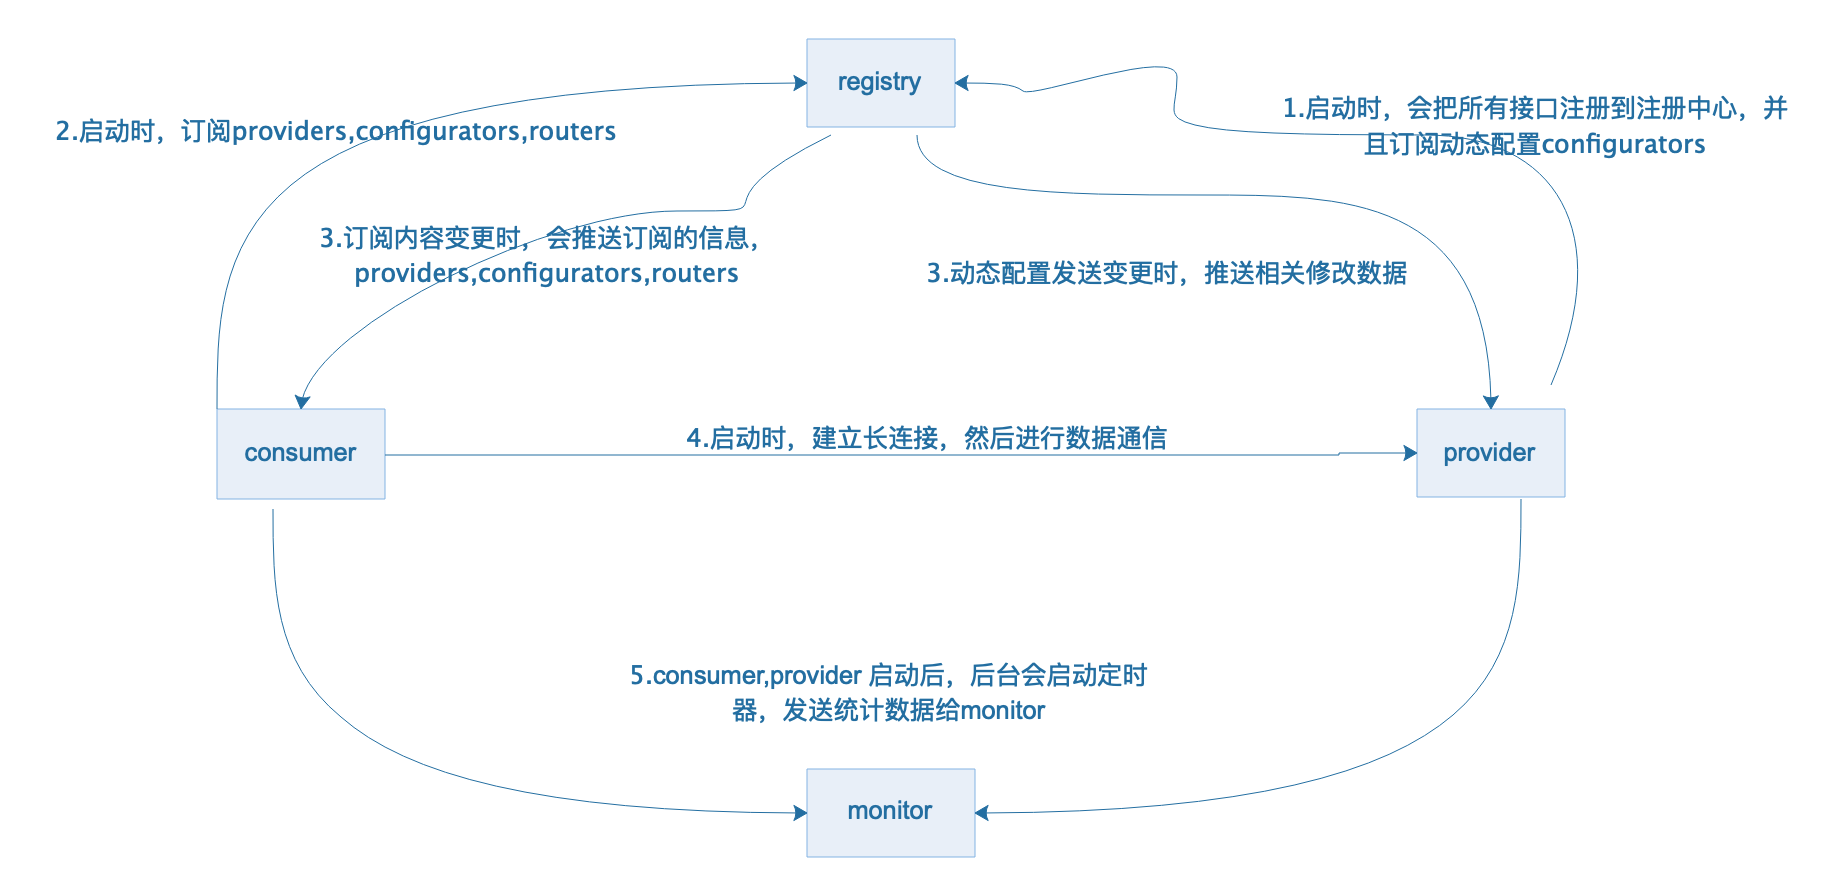 registry
1.启动时，会把所有接口注册到注册中心，并
且订阅动态配置configurators
2.启动时，订阅providers,configurators,routers
3.订阅内容变更时，会推送订阅的信息，
providers,configurators,routers
3.动态配置发送变更时，推送相关修改数据
4.启动时，建立长连接，然后进行数据通信
consumer
provider
5.consumer,provider 启动后，后台会启动定时
器，发送统计数据给monitor
monitor